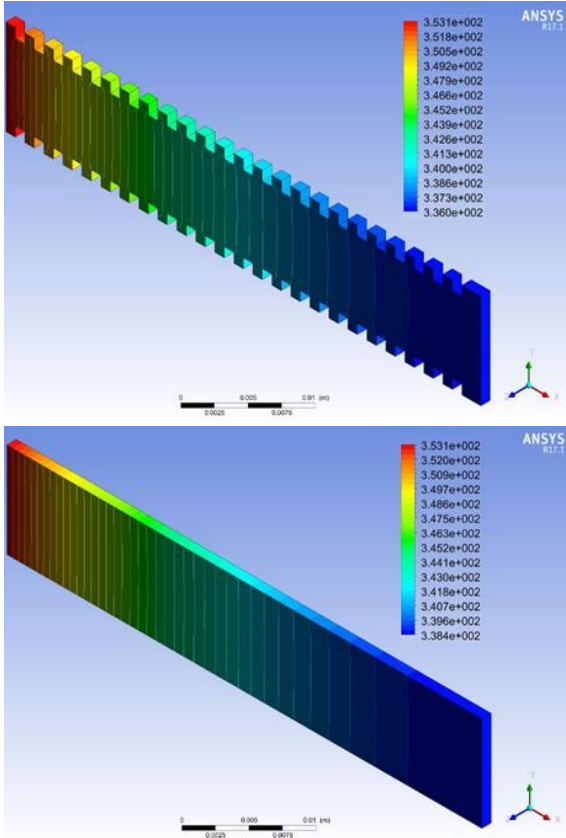 ANSYS
R17.1
3.531e+002
3.518e+002
3.505e+002
3.492e+002
3.479e+002
3.466e+002
3.452e+002
3.439e+002
3.426e+002
3.413e+002
3.400e+002
3.386e+002
3.373e+002
3.360e+002
Y
Z X
0 0.005 0.01 (m)
0.0025 0.0075
ANSYS
R17.1
3.531e+002
3.520e+002
3.509e+002
3.497e+002
3.486e+002
3.475e+002
3.463e+002
3.452e+002
3.441e+002
3.430e+002
3.418e+002
3.407e+002
3.396e+002
3.384e+002
Y
Z X
0 0.005 0.01 (m)
0.0025 0.0075